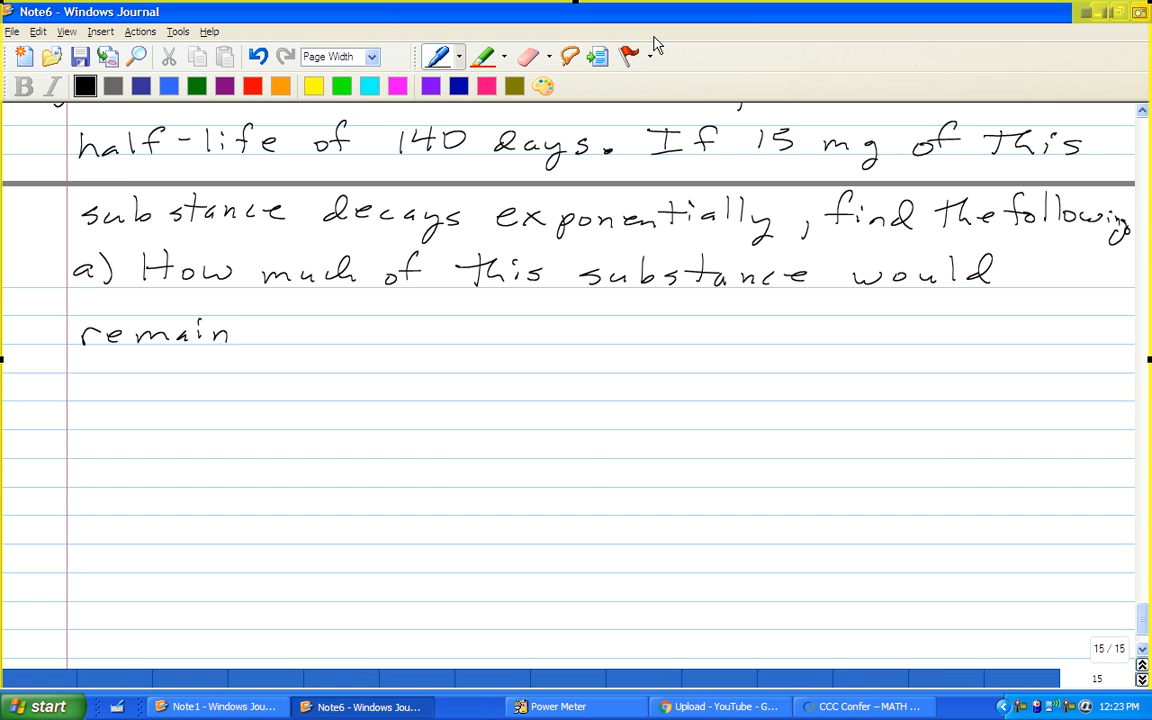 Note6 - Windows Journal
File Edit View Insert Actions Tools Help
Page Width
B I
half-life of 140 days. If 15 mg of this
substance decays exponentially, find the following
a) How much of this substance would
remain
15 / 15
15
start Note1 - Windows Jou... Note6 - Windows Jou... Power Meter Upload - YouTube - G... CCC Confer – MATH ... 12:23 PM